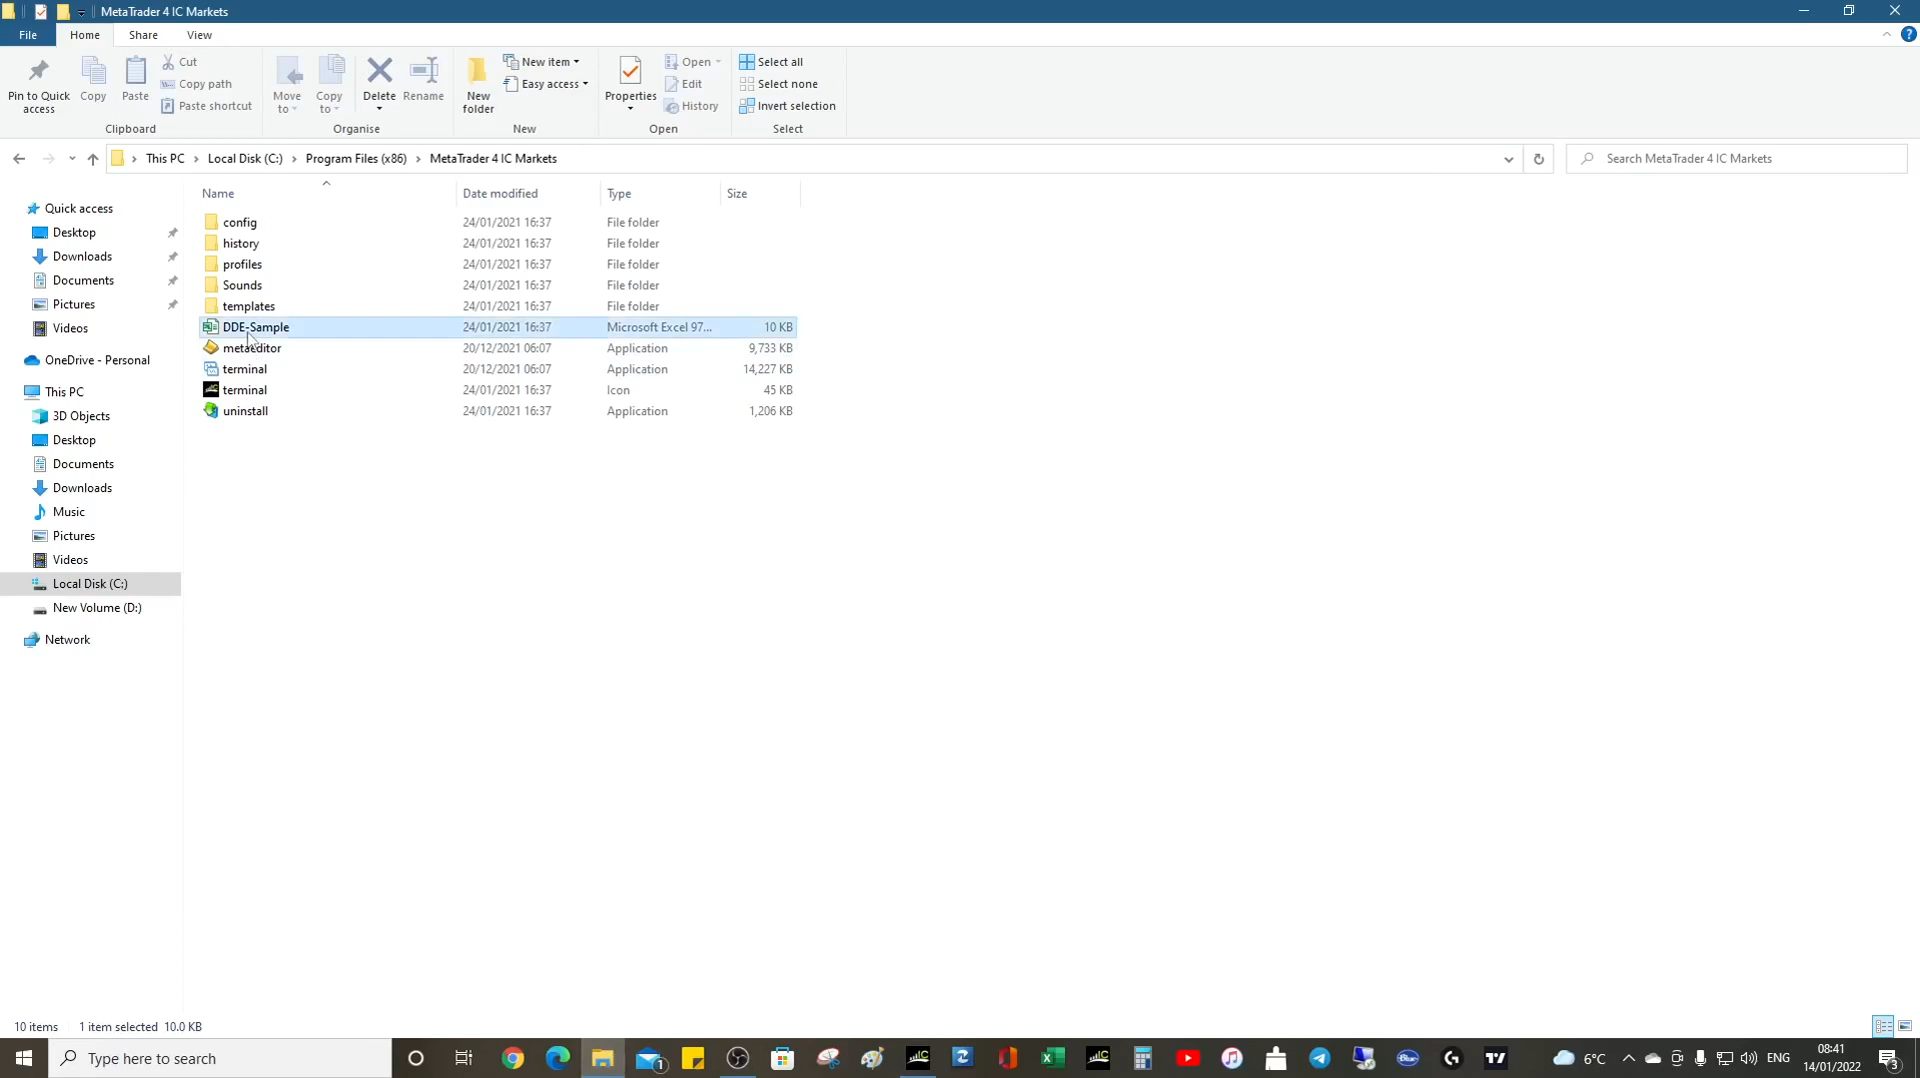 MetaTrader 4 IC Markets
File Home Share View
Pin to Quick access
Copy
Paste
Cut
Copy path
Paste shortcut
Clipboard
Move to
Copy to
Delete
Rename
Organise
New folder
New item
Easy access
New
Properties
Open
Edit
History
Open
Select all
Select none
Invert selection
Select
This PC > Local Disk (C:) > Program Files (x86) > MetaTrader 4 IC Markets
Search MetaTrader 4 IC Markets
Quick access
Desktop
Downloads
Documents
Pictures
Videos
OneDrive - Personal
This PC
3D Objects
Desktop
Documents
Downloads
Music
Pictures
Videos
Local Disk (C:)
New Volume (D:)
Network
Name Date modified Type Size
config 24/01/2021 16:37 File folder
history 24/01/2021 16:37 File folder
profiles 24/01/2021 16:37 File folder
Sounds 24/01/2021 16:37 File folder
templates 24/01/2021 16:37 File folder
DDE-Sample 24/01/2021 16:37 Microsoft Excel 97... 10 KB
metaeditor 20/12/2021 06:07 Application 9,733 KB
terminal 20/12/2021 06:07 Application 14,227 KB
terminal 24/01/2021 16:37 Icon 45 KB
uninstall 24/01/2021 16:37 Application 1,206 KB
10 items 1 item selected 10.0 KB
Type here to search
6°C
ENG
08:41
14/01/2022